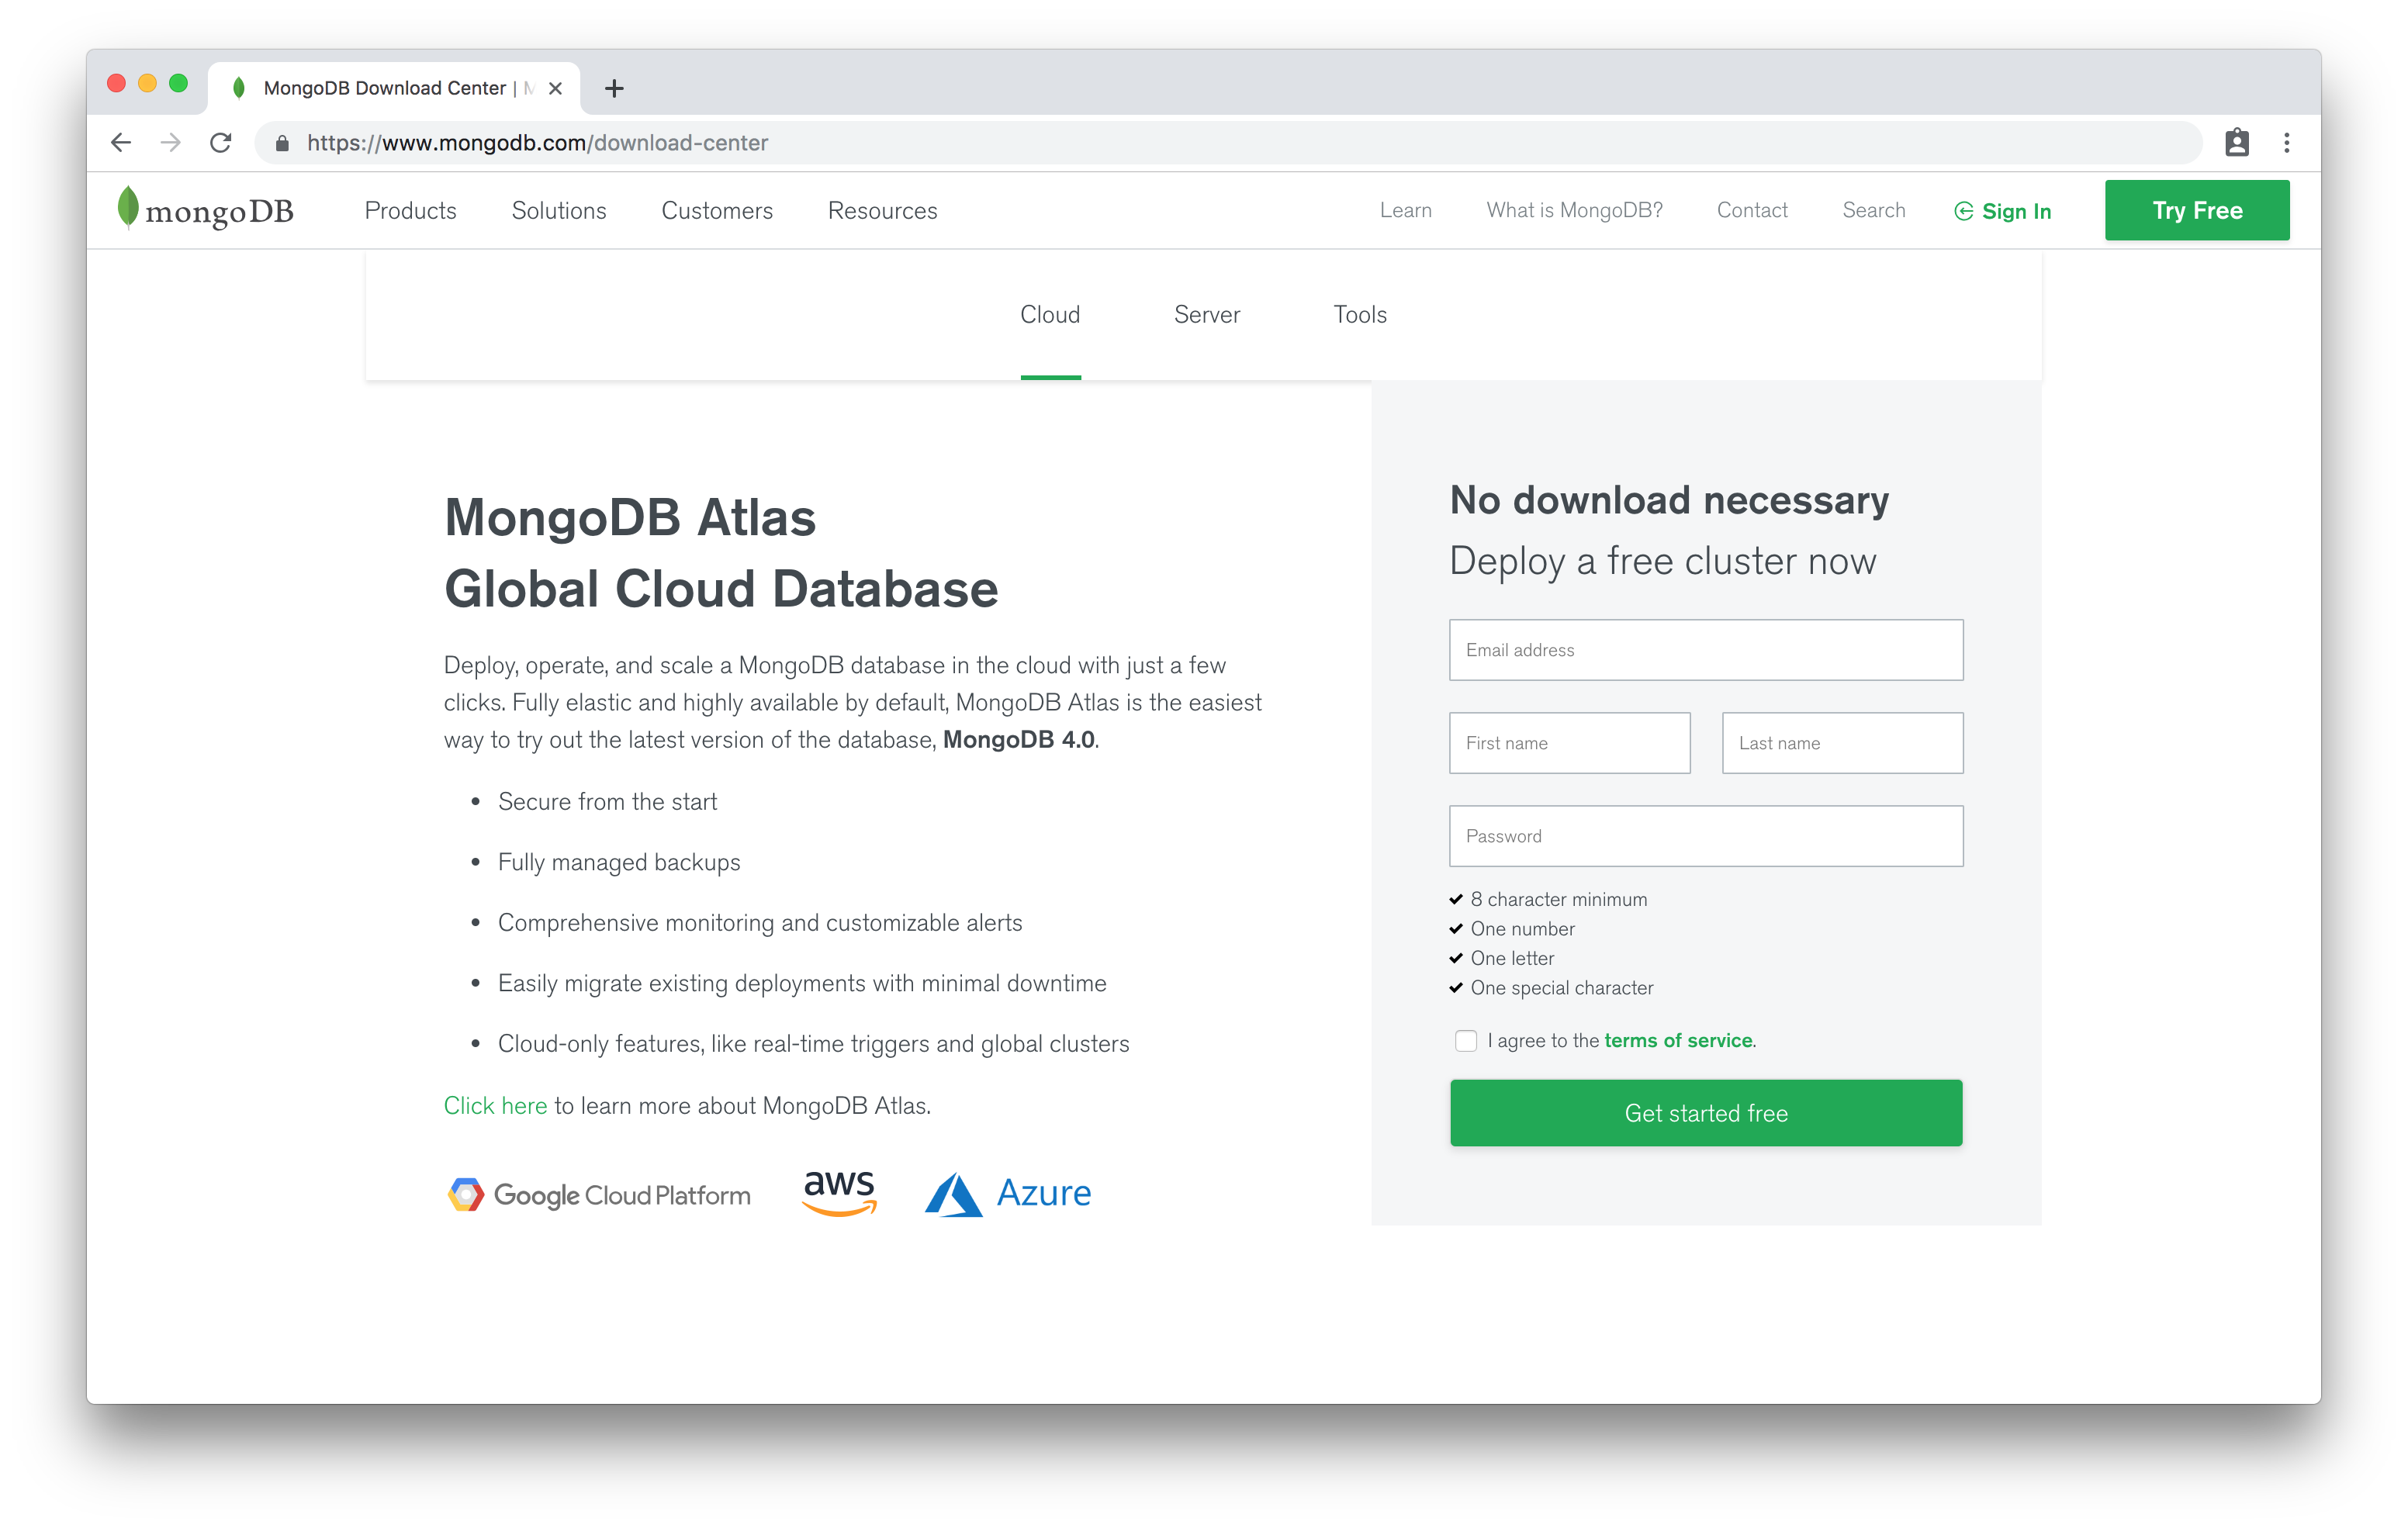 MongoDB Download Center | M
https://www.mongodb.com/download-center
mongoDB
Products Solutions Customers Resources Learn What is MongoDB? Contact Search Sign In Try Free
Cloud Server Tools
MongoDB Atlas
Global Cloud Database
Deploy, operate, and scale a MongoDB database in the cloud with just a few
clicks. Fully elastic and highly available by default, MongoDB Atlas is the easiest
way to try out the latest version of the database, MongoDB 4.0.
• Secure from the start
• Fully managed backups
• Comprehensive monitoring and customizable alerts
• Easily migrate existing deployments with minimal downtime
• Cloud-only features, like real-time triggers and global clusters
Click here to learn more about MongoDB Atlas.
Google Cloud Platform aws Azure
No download necessary
Deploy a free cluster now
Email address
First name Last name
Password
✔ 8 character minimum
✔ One number
✔ One letter
✔ One special character
I agree to the terms of service.
Get started free